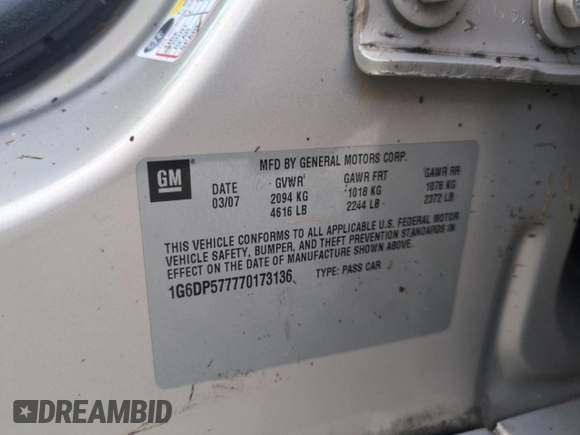 GM
MFD BY GENERAL MOTORS CORP.
DATE GVWR GAWR FRT GAWR RR
03/07 2094 KG 1018 KG 1076 KG
4616 LB 2244 LB 2372 LB
THIS VEHICLE CONFORMS TO ALL APPLICABLE U.S. FEDERAL MOTOR
VEHICLE SAFETY, BUMPER, AND THEFT PREVENTION STANDARDS IN
EFFECT ON THE DATE OF MANUFACTURE SHOWN ABOVE.
1G6DP577770173136 TYPE: PASS CAR
DREAMBID